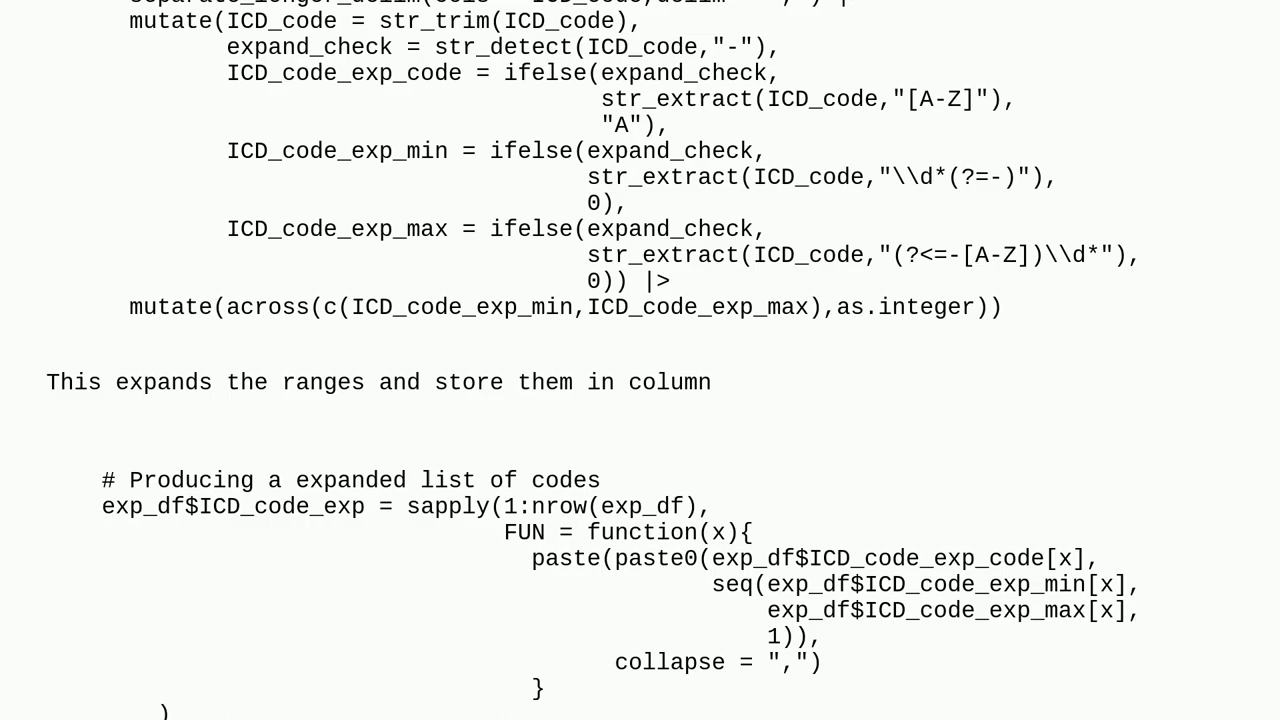 mutate(ICD_code = str_trim(ICD_code),
expand_check = str_detect(ICD_code,"-"),
ICD_code_exp_code = ifelse(expand_check,
str_extract(ICD_code,"[A-Z]"),
"A"),
ICD_code_exp_min = ifelse(expand_check,
str_extract(ICD_code,"\\d*(?=-)"),
0),
ICD_code_exp_max = ifelse(expand_check,
str_extract(ICD_code,"(?<=-[A-Z])\\d*"),
0)) |>
mutate(across(c(ICD_code_exp_min,ICD_code_exp_max),as.integer))
This expands the ranges and store them in column
# Producing a expanded list of codes
exp_df$ICD_code_exp = sapply(1:nrow(exp_df),
FUN = function(x){
paste(paste0(exp_df$ICD_code_exp_code[x],
seq(exp_df$ICD_code_exp_min[x],
exp_df$ICD_code_exp_max[x],
1)),
collapse = ",")
}
)